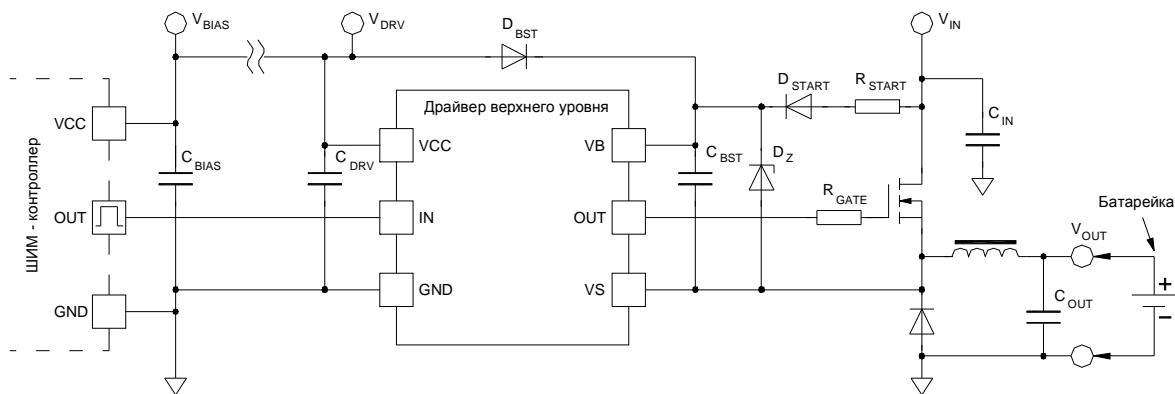 V_BIAS
V_DRV
D_BST
V_IN
D_START
R_START
Драйвер верхнего уровня
C_IN
VCC
VCC
VB
C_BIAS
C_DRV
C_BST
D_Z
R_GATE
ШИМ - контроллер
OUT
IN
OUT
Батарейка
V_OUT
GND
GND
VS
C_OUT
+
-